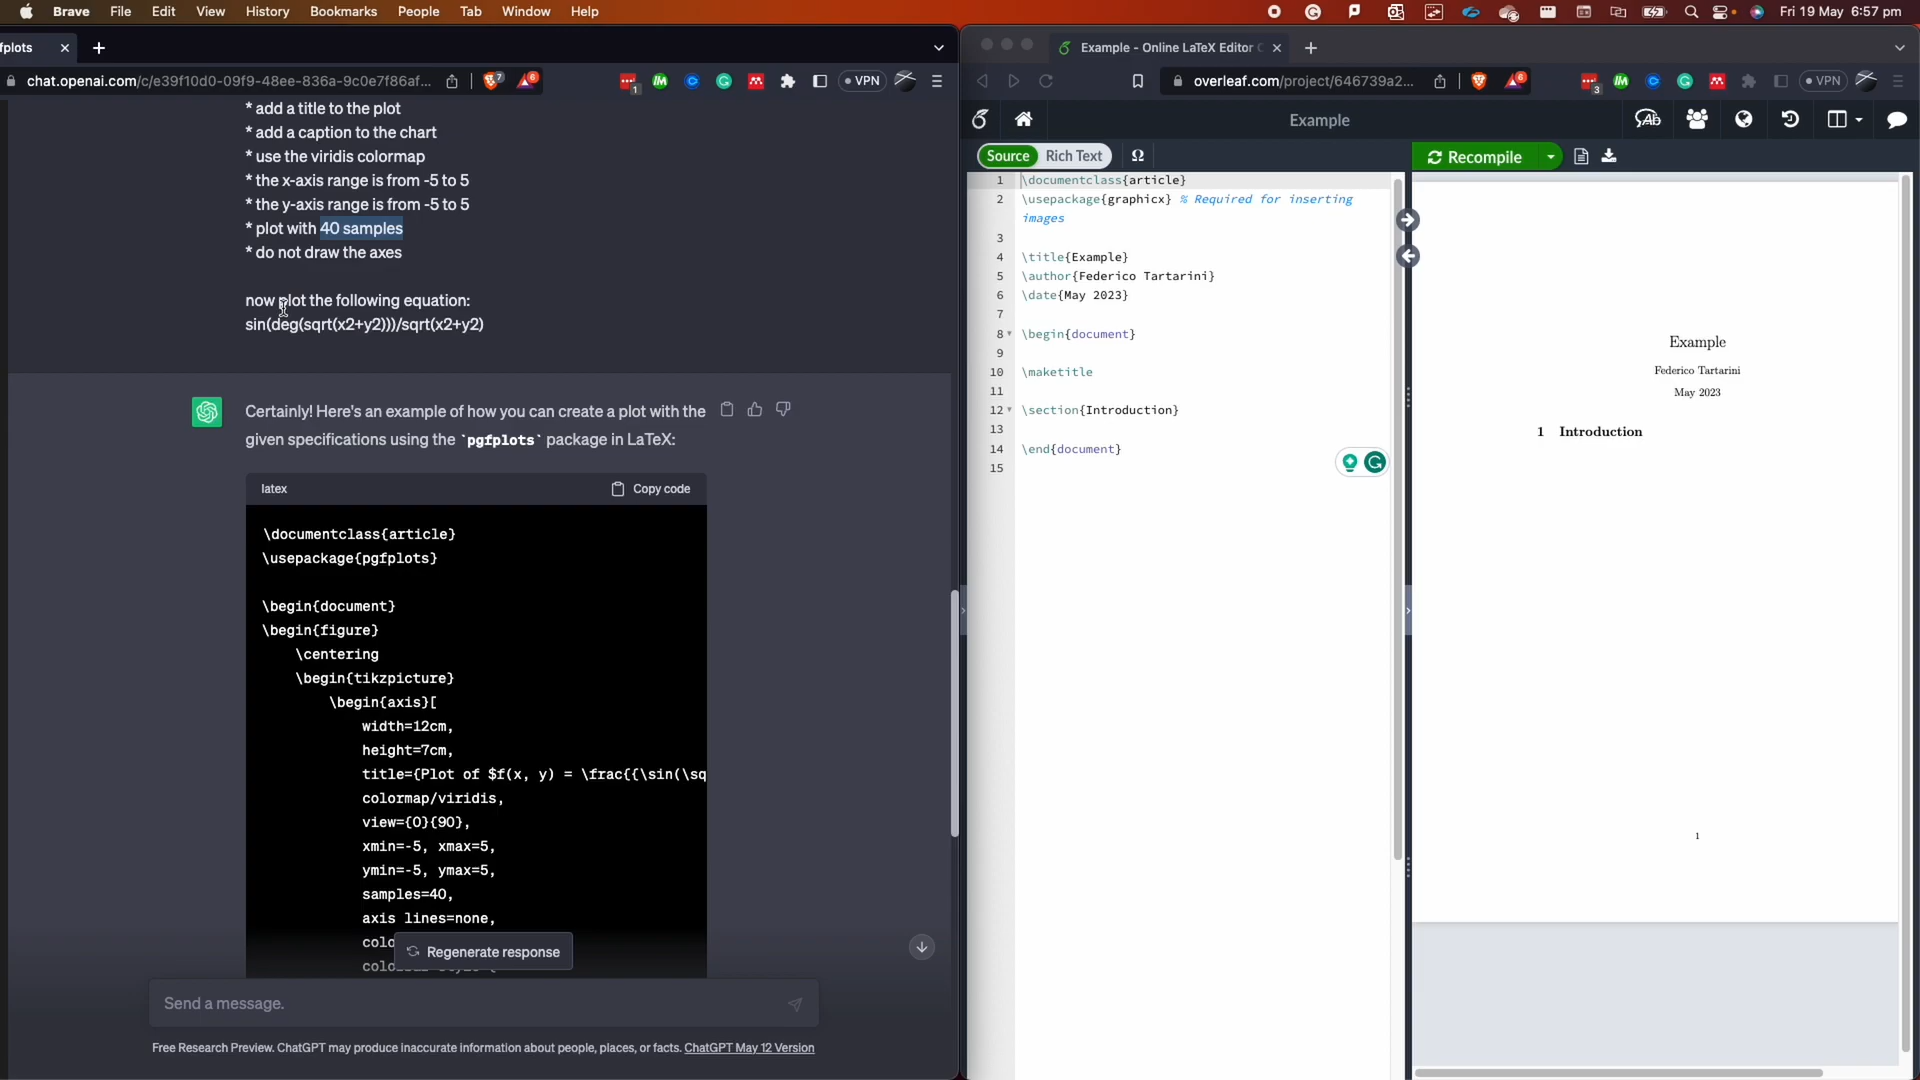 Brave File Edit View History Bookmarks People Tab Window Help
Fri 19 May 6:57 pm
fplots
chat.openai.com/c/e39f10d0-09f9-48ee-836a-9c0e7f86af...
7
6
1
VPN
* add a title to the plot
* add a caption to the chart
* use the viridis colormap
* the x-axis range is from -5 to 5
* the y-axis range is from -5 to 5
* plot with 40 samples
* do not draw the axes
now plot the following equation:
sin(deg(sqrt(x2+y2)))/sqrt(x2+y2)
Certainly! Here's an example of how you can create a plot with the
given specifications using the `pgfplots` package in LaTeX:
latex
Copy code
\documentclass{article}
\usepackage{pgfplots}
\begin{document}
\begin{figure}
\centering
\begin{tikzpicture}
\begin{axis}[
width=12cm,
height=7cm,
title={Plot of $f(x, y) = \frac{{\sin(\sq
colormap/viridis,
view={0}{90},
xmin=-5, xmax=5,
ymin=-5, ymax=5,
samples=40,
axis lines=none,
colo
Regenerate response
Send a message.
Free Research Preview. ChatGPT may produce inaccurate information about people, places, or facts. ChatGPT May 12 Version
Example - Online LaTeX Editor
overleaf.com/project/646739a2...
6
3
VPN
Example
Source Rich Text Ω
Recompile
1 \documentclass{article}
2 \usepackage{graphicx} % Required for inserting
images
3
4 \title{Example}
5 \author{Federico Tartarini}
6 \date{May 2023}
7
8 \begin{document}
9
10 \maketitle
11
12 \section{Introduction}
13
14 \end{document}
15
Example
Federico Tartarini
May 2023
1 Introduction
1